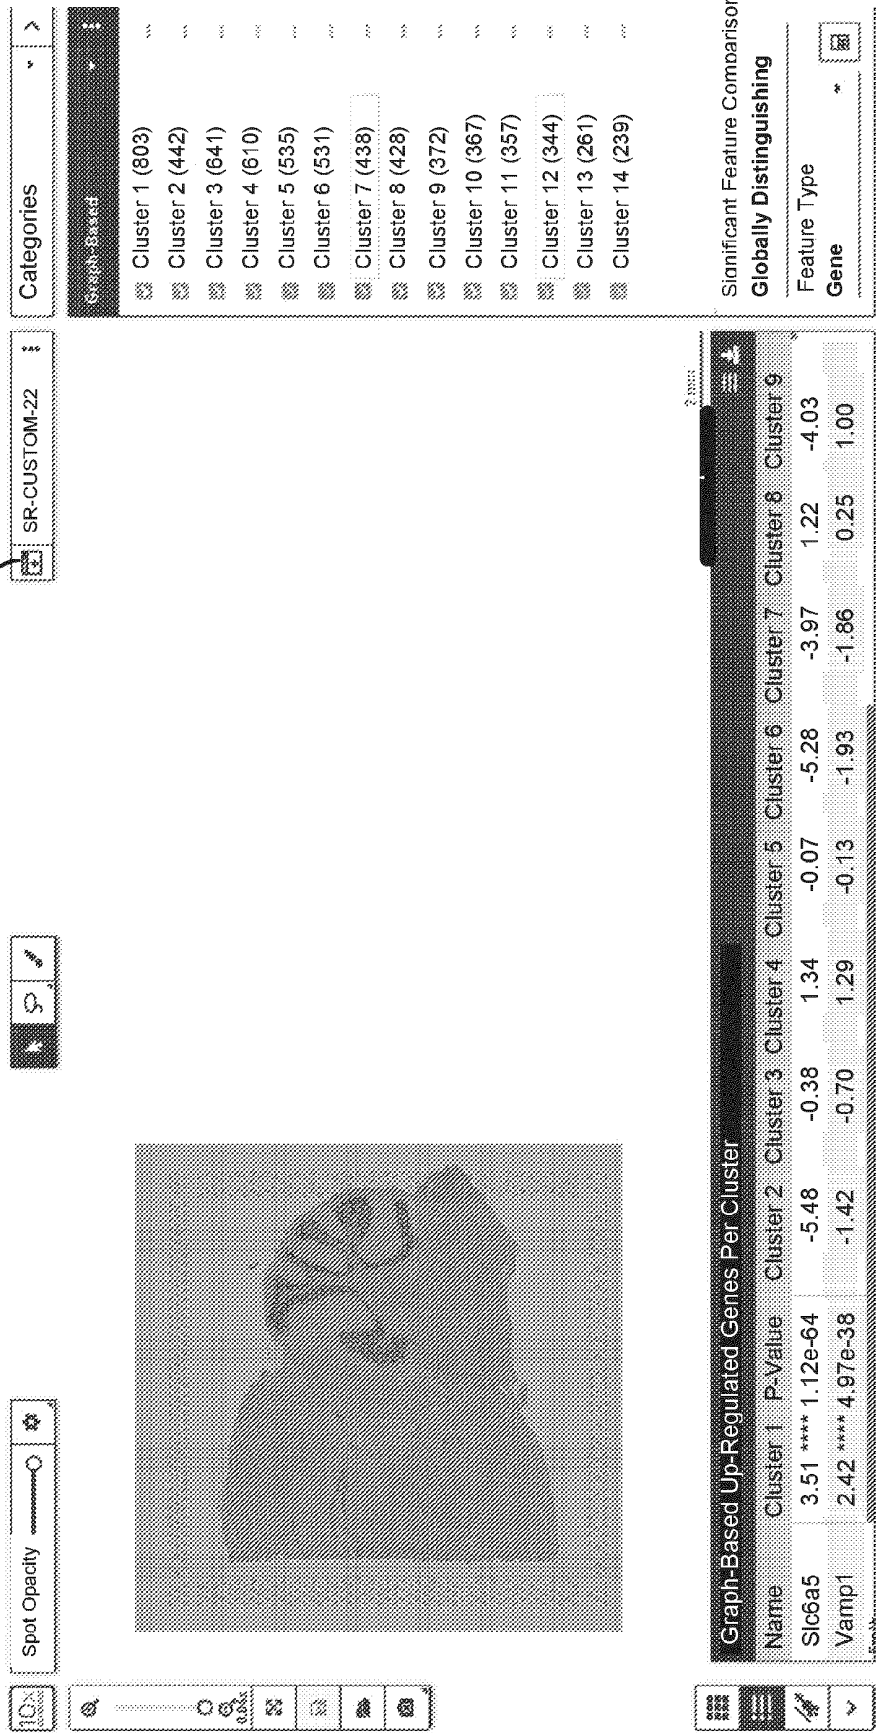 10x
Spot Opacity
SR-CUSTOM-22
Categories
Graph-Based
Cluster 1 (803)
Cluster 2 (442)
Cluster 3 (641)
Cluster 4 (610)
Cluster 5 (535)
Cluster 6 (531)
Cluster 7 (438)
Cluster 8 (428)
Cluster 9 (372)
Cluster 10 (367)
Cluster 11 (357)
Cluster 12 (344)
Cluster 13 (261)
Cluster 14 (239)
2 mm
Graph-Based Up-Regulated Genes Per Cluster
Name Cluster 1 P-Value Cluster 2 Cluster 3 Cluster 4 Cluster 5 Cluster 6 Cluster 7 Cluster 8 Cluster 9
Slc6a5 3.51 **** 1.12e-64 -5.48 -0.38 1.34 -0.07 -5.28 -3.97 1.22 -4.03
Vamp1 2.42 **** 4.97e-38 -1.42 -0.70 1.29 -0.13 -1.93 -1.86 0.25 1.00
Significant Feature Comparison
Globally Distinguishing
Feature Type
Gene